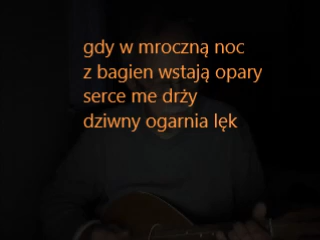 gdy w mroczną noc
z bagien wstają opary
serce me drży
dziwny ogarnia lęk